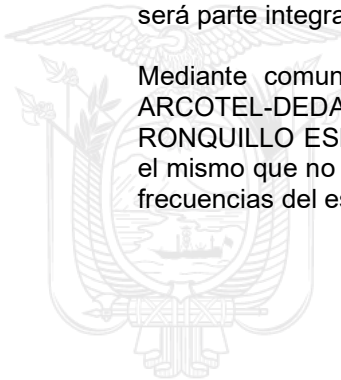 será parte integra
Mediante comun
ARCOTEL-DEDA
RONQUILLO ES
el mismo que no
frecuencias del es